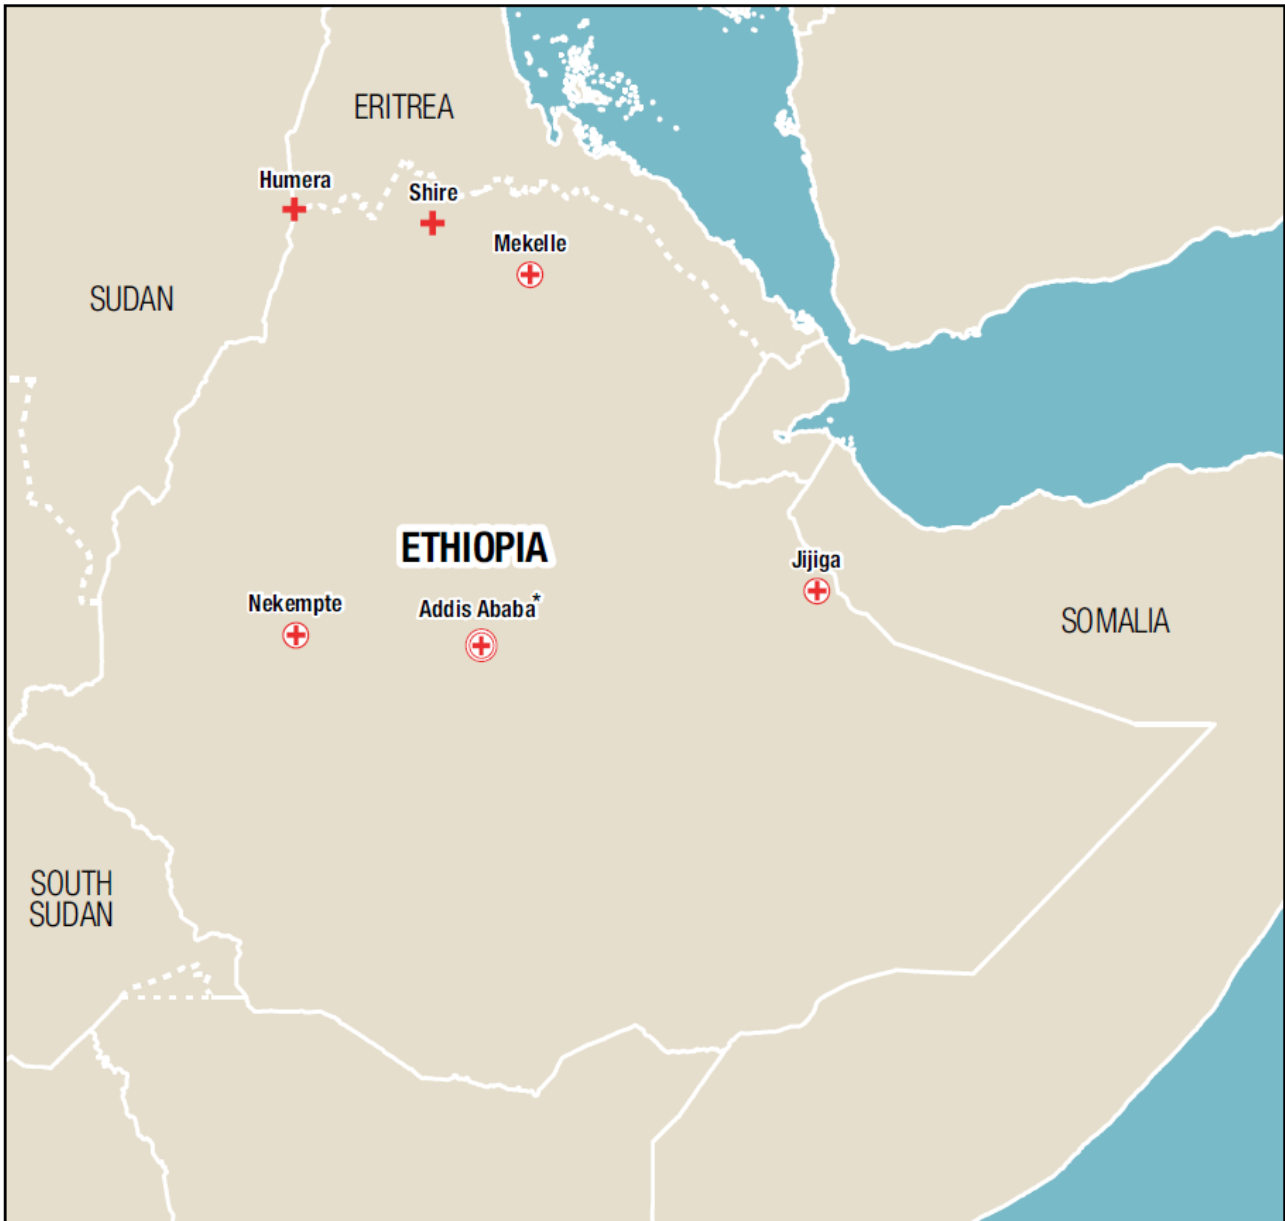 ERITREA
Humera
Shire
Mekelle
SUDAN
ETHIOPIA
Jijiga
Nekempte
Addis Ababa*
SOMALIA
SOUTH
SUDAN